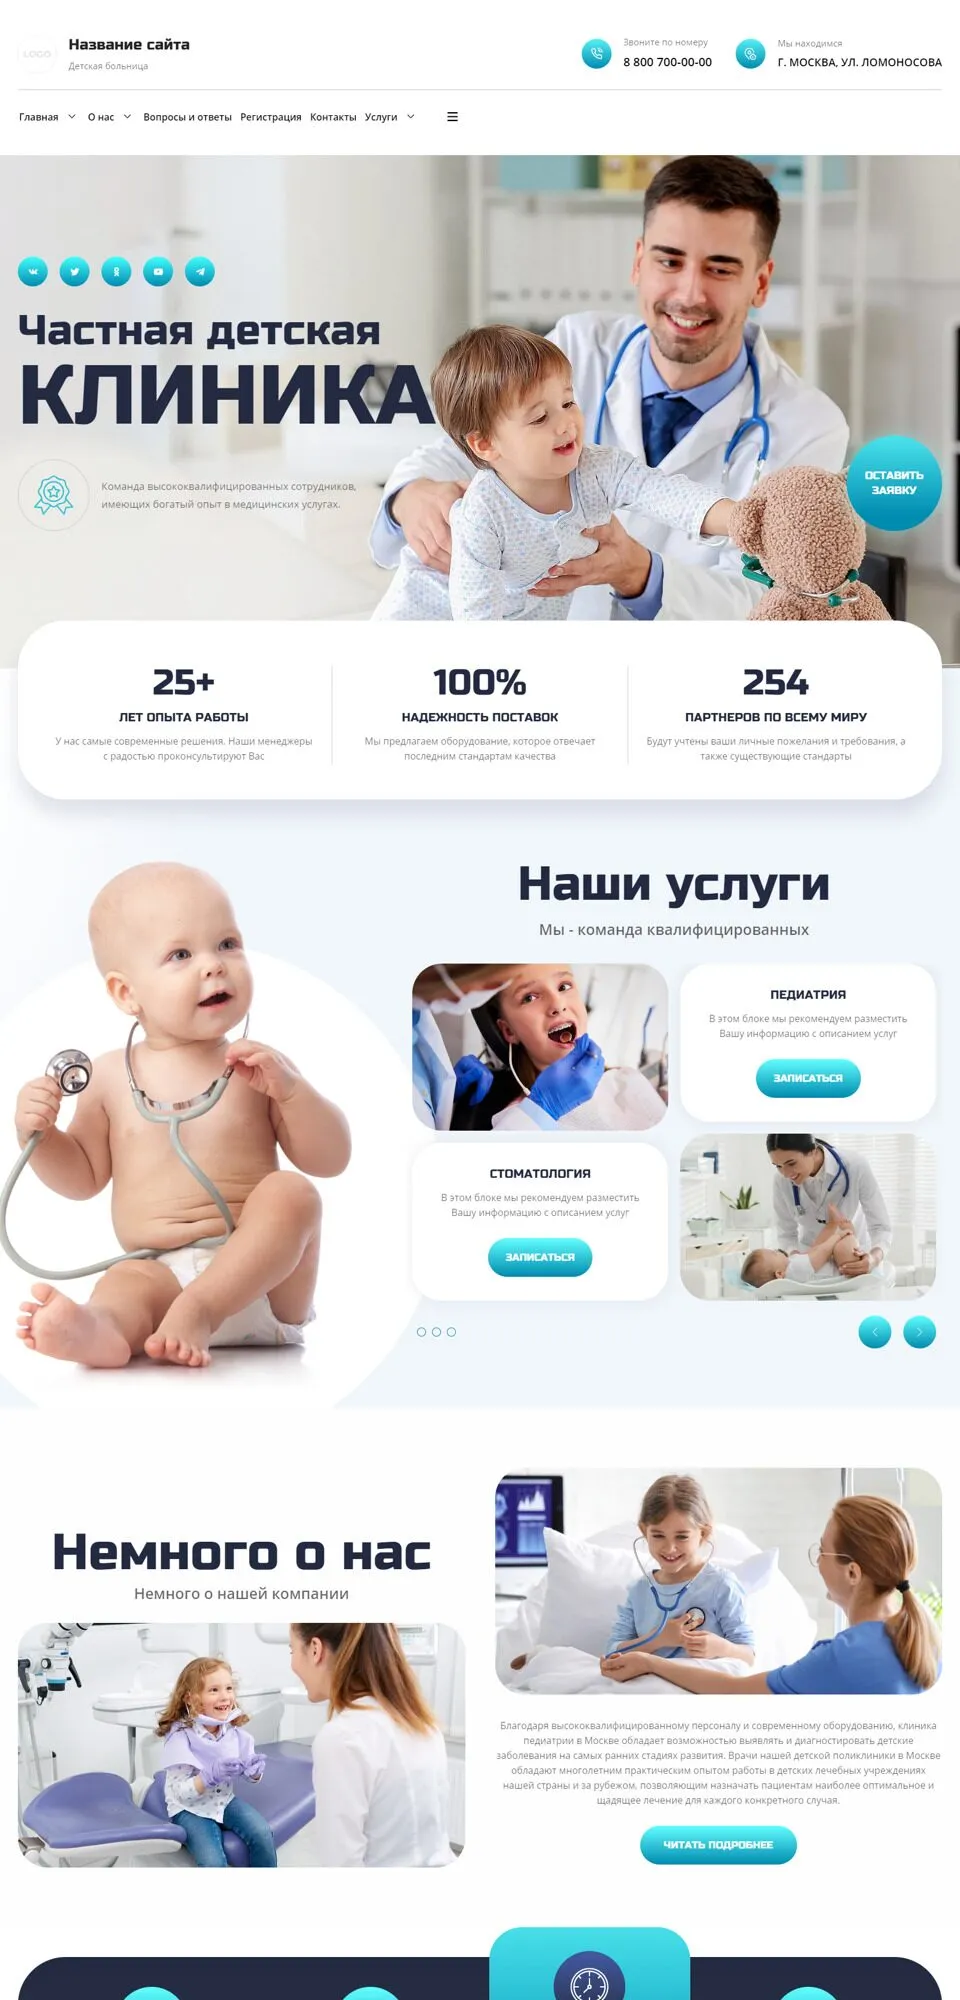 LOGO
Название сайта
Детская больница
Звоните по номеру
8 800 700-00-00
Мы находимся
Г. МОСКВА, УЛ. ЛОМОНОСОВА
Главная О нас Вопросы и ответы Регистрация Контакты Услуги
Частная детская
КЛИНИКА
Команда высококвалифицированных сотрудников,
имеющих богатый опыт в медицинских услугах.
ОСТАВИТЬ
ЗАЯВКУ
25+
ЛЕТ ОПЫТА РАБОТЫ
У нас самые современные решения. Наши менеджеры
с радостью проконсультируют Вас
100%
НАДЕЖНОСТЬ ПОСТАВОК
Мы предлагаем оборудование, которое отвечает
последним стандартам качества
254
ПАРТНЕРОВ ПО ВСЕМУ МИРУ
Будут учтены ваши личные пожелания и требования, а
также существующие стандарты
Наши услуги
Мы - команда квалифицированных
ПЕДИАТРИЯ
В этом блоке мы рекомендуем разместить
Вашу информацию с описанием услуг
ЗАПИСАТЬСЯ
СТОМАТОЛОГИЯ
В этом блоке мы рекомендуем разместить
Вашу информацию с описанием услуг
ЗАПИСАТЬСЯ
Немного о нас
Немного о нашей компании
Благодаря высококвалифицированному персоналу и современному оборудованию, клиника
педиатрии в Москве обладает возможностью выявлять и диагностировать детские
заболевания на самых ранних стадиях развития. Врачи нашей детской поликлиники в Москве
обладают многолетним практическим опытом работы в детских лечебных учреждениях
нашей страны и за рубежом, позволяющим назначать пациентам наиболее оптимальное и
щадящее лечение для каждого конкретного случая.
ЧИТАТЬ ПОДРОБНЕЕ